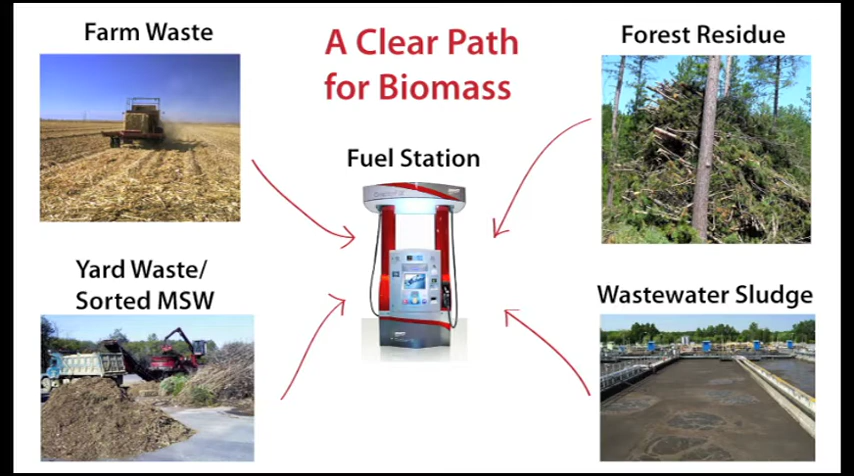 Farm Waste
A Clear Path
for Biomass
Forest Residue
Fuel Station
Yard Waste/
Sorted MSW
Wastewater Sludge